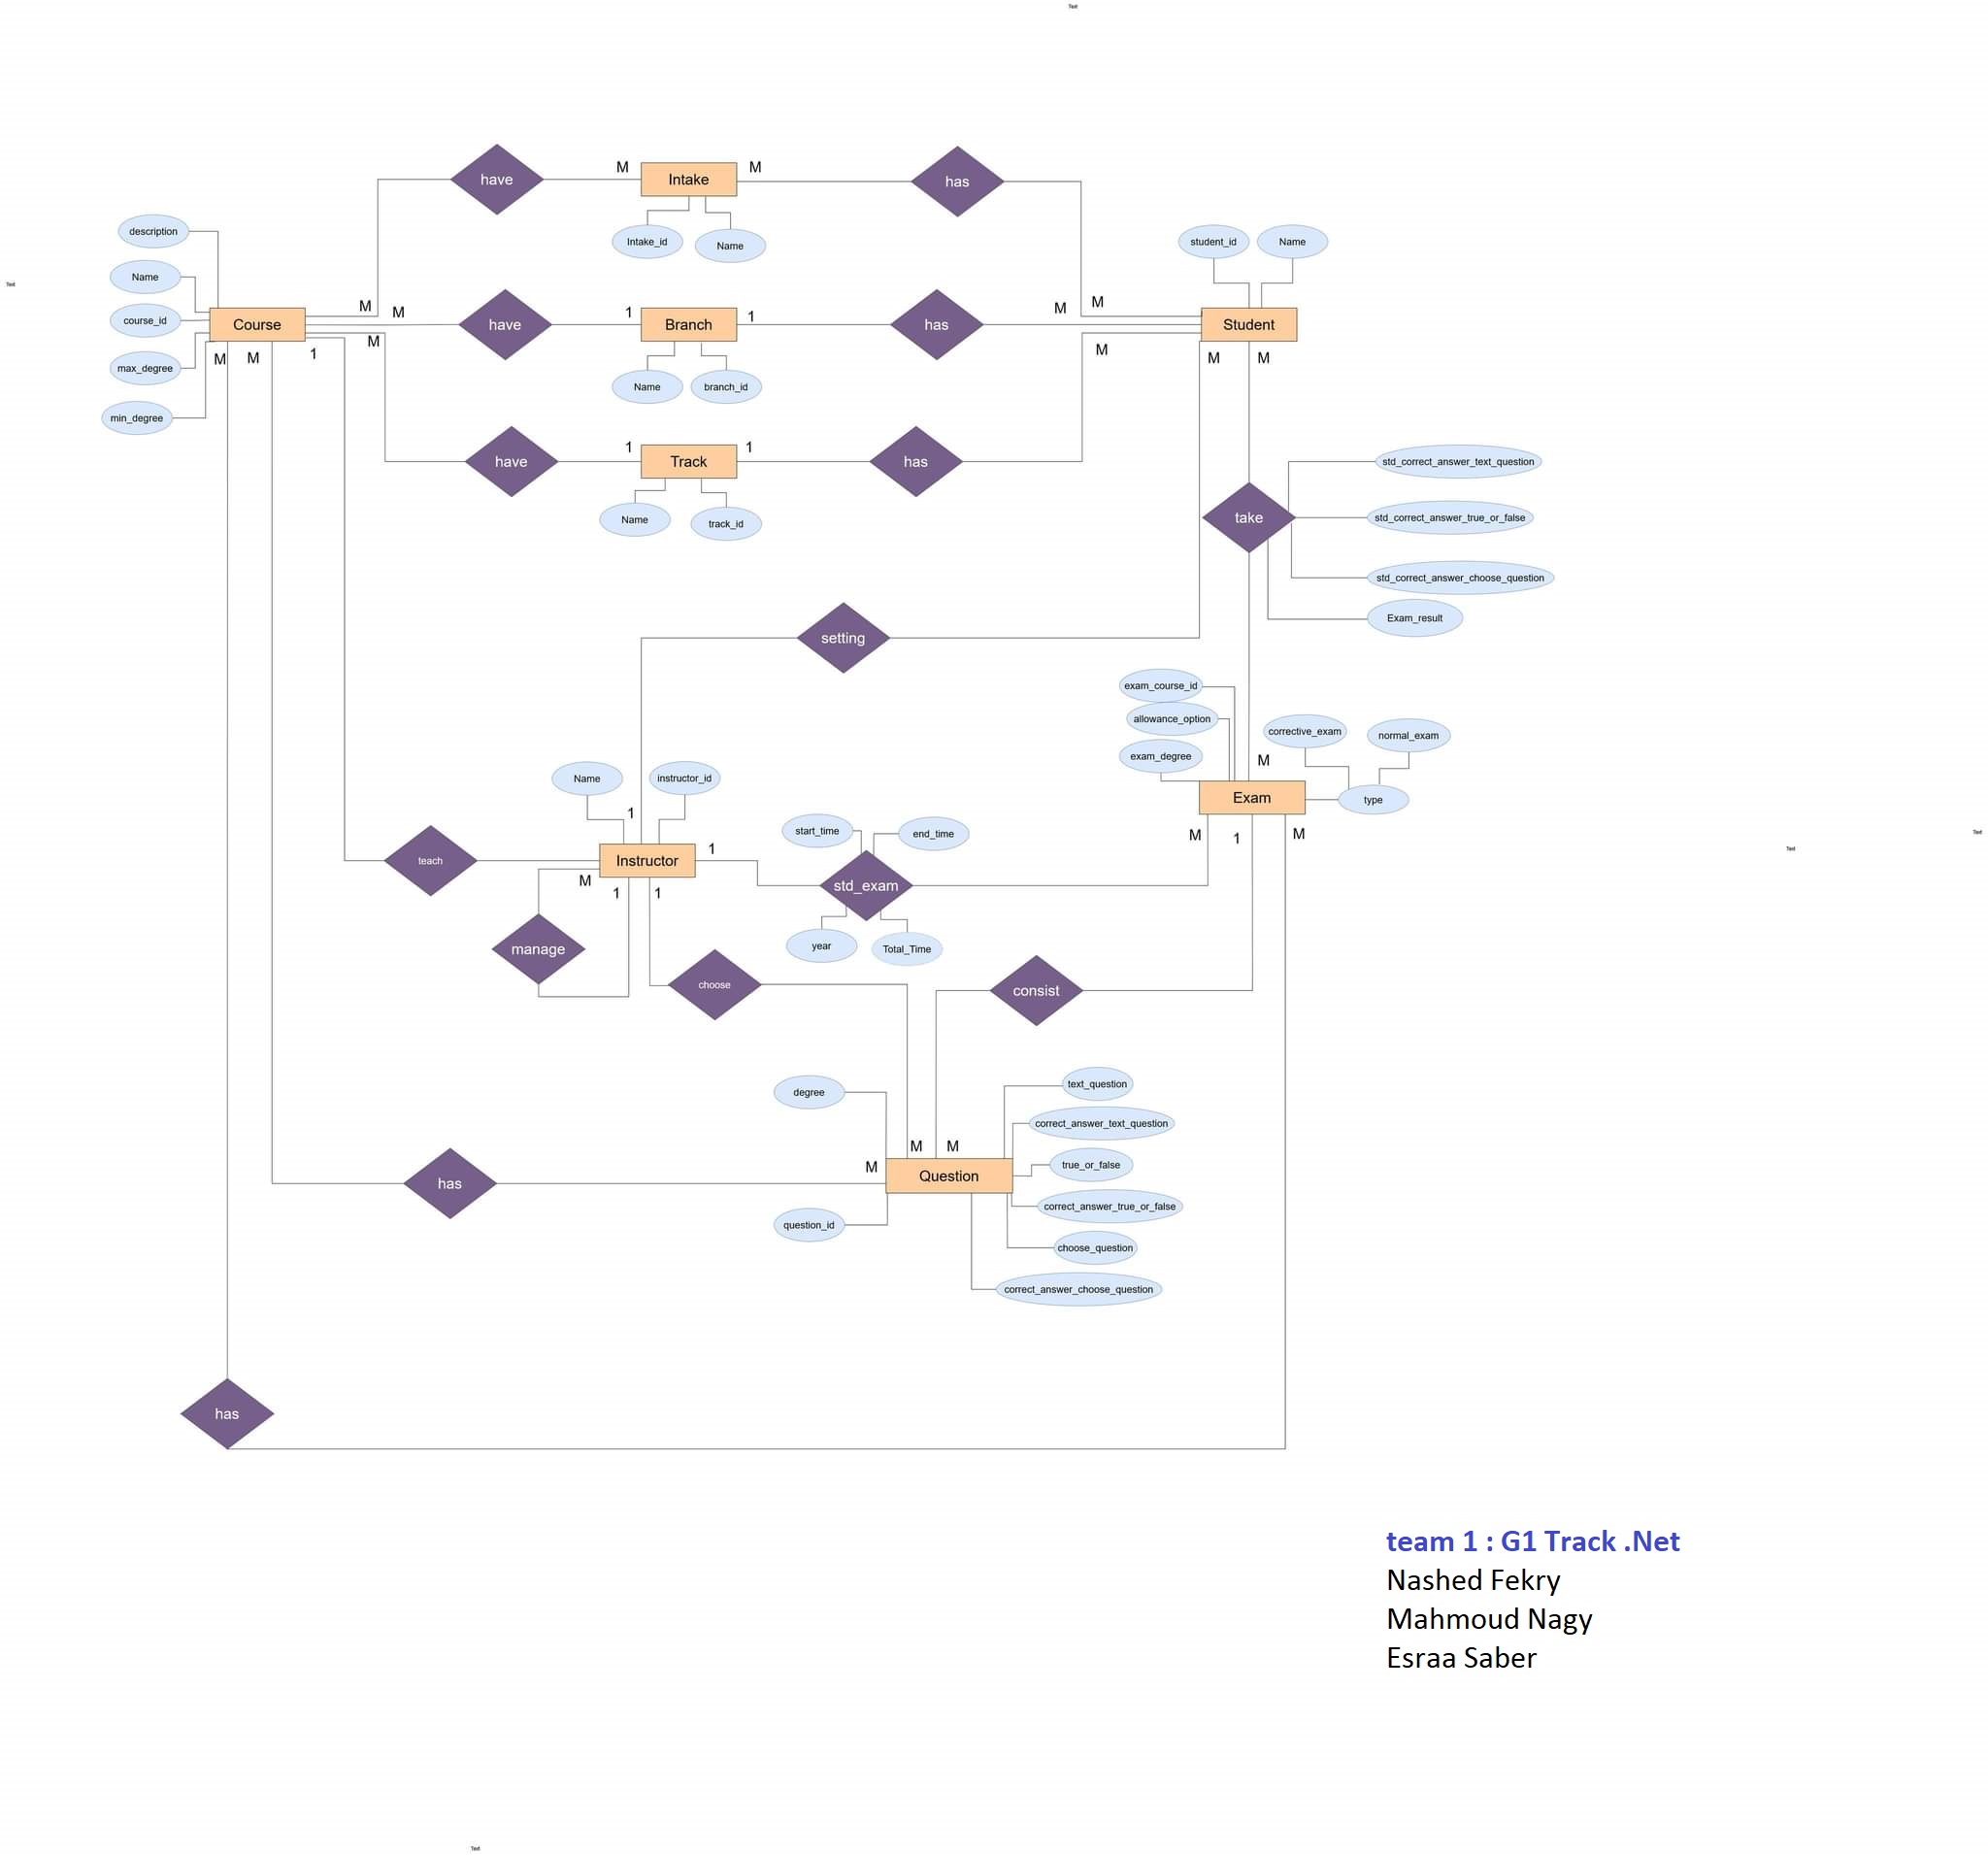 Text
have
M
Intake
M
has
description
Intake_id
Name
student_id
Name
Name
Text
M
M
1
1
M
M
course_id
Course
have
Branch
has
Student
M
M
M
1
M
M
M
max_degree
Name
branch_id
min_degree
1
1
have
Track
has
std_correct_answer_text_question
Name
track_id
take
std_correct_answer_true_or_false
std_correct_answer_choose_question
Exam_result
setting
exam_course_id
allowance_option
corrective_exam
normal_exam
exam_degree
M
Name
instructor_id
Exam
type
1
start_time
end_time
M
1
M
Text
1
Text
teach
Instructor
M
1
1
std_exam
manage
year
Total_Time
choose
consist
degree
text_question
correct_answer_text_question
M
M
M
true_or_false
has
Question
correct_answer_true_or_false
question_id
choose_question
correct_answer_choose_question
has
team 1 : G1 Track .Net
Nashed Fekry
Mahmoud Nagy
Esraa Saber
Text